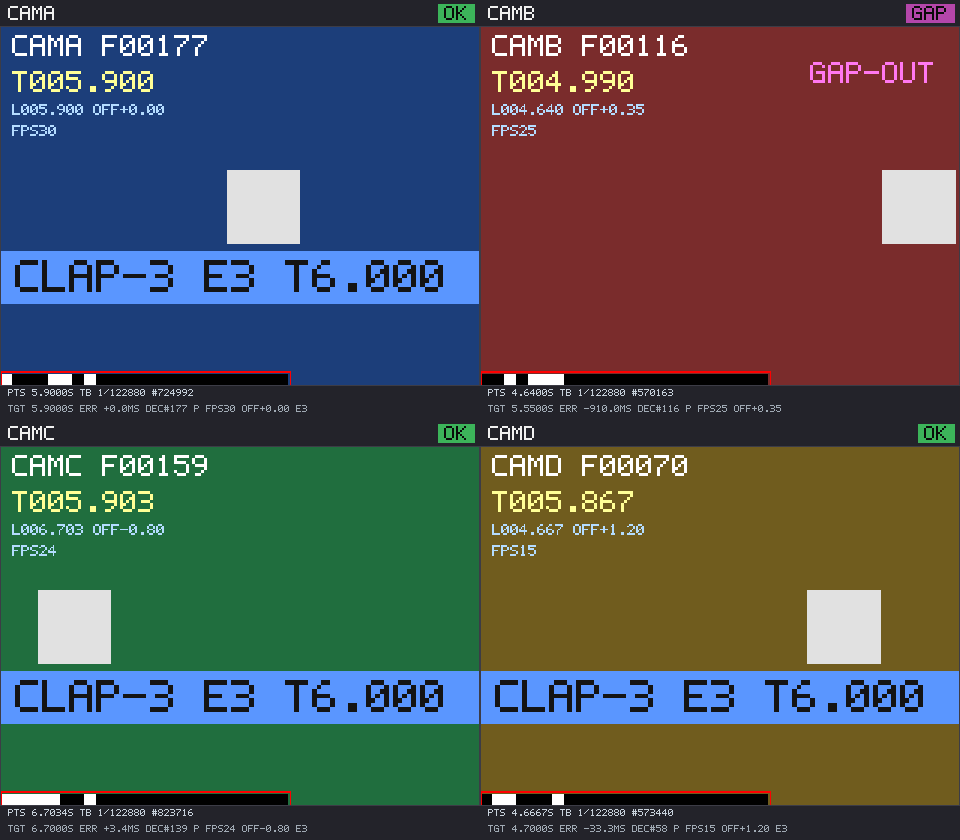 CAMA OK
CAMA F00177
T005.900
L005.900 OFF+0.00
FPS30
CLAP-3 E3 T6.000
PTS 5.9000S TB 1/122880 #724992
TGT 5.9000S ERR +0.0MS DEC#177 P FPS30 OFF+0.00 E3
CAMB GAP
CAMB F00116
GAP-OUT
T004.990
L004.640 OFF+0.35
FPS25
PTS 4.6400S TB 1/122880 #570163
TGT 5.5500S ERR -910.0MS DEC#116 P FPS25 OFF+0.35
CAMC OK
CAMC F00159
T005.903
L006.703 OFF-0.80
FPS24
CLAP-3 E3 T6.000
PTS 6.7034S TB 1/122880 #823716
TGT 6.7000S ERR +3.4MS DEC#139 P FPS24 OFF-0.80 E3
CAMD OK
CAMD F00070
T005.867
L004.667 OFF+1.20
FPS15
CLAP-3 E3 T6.000
PTS 4.6667S TB 1/122880 #573440
TGT 4.7000S ERR -33.3MS DEC#58 P FPS15 OFF+1.20 E3